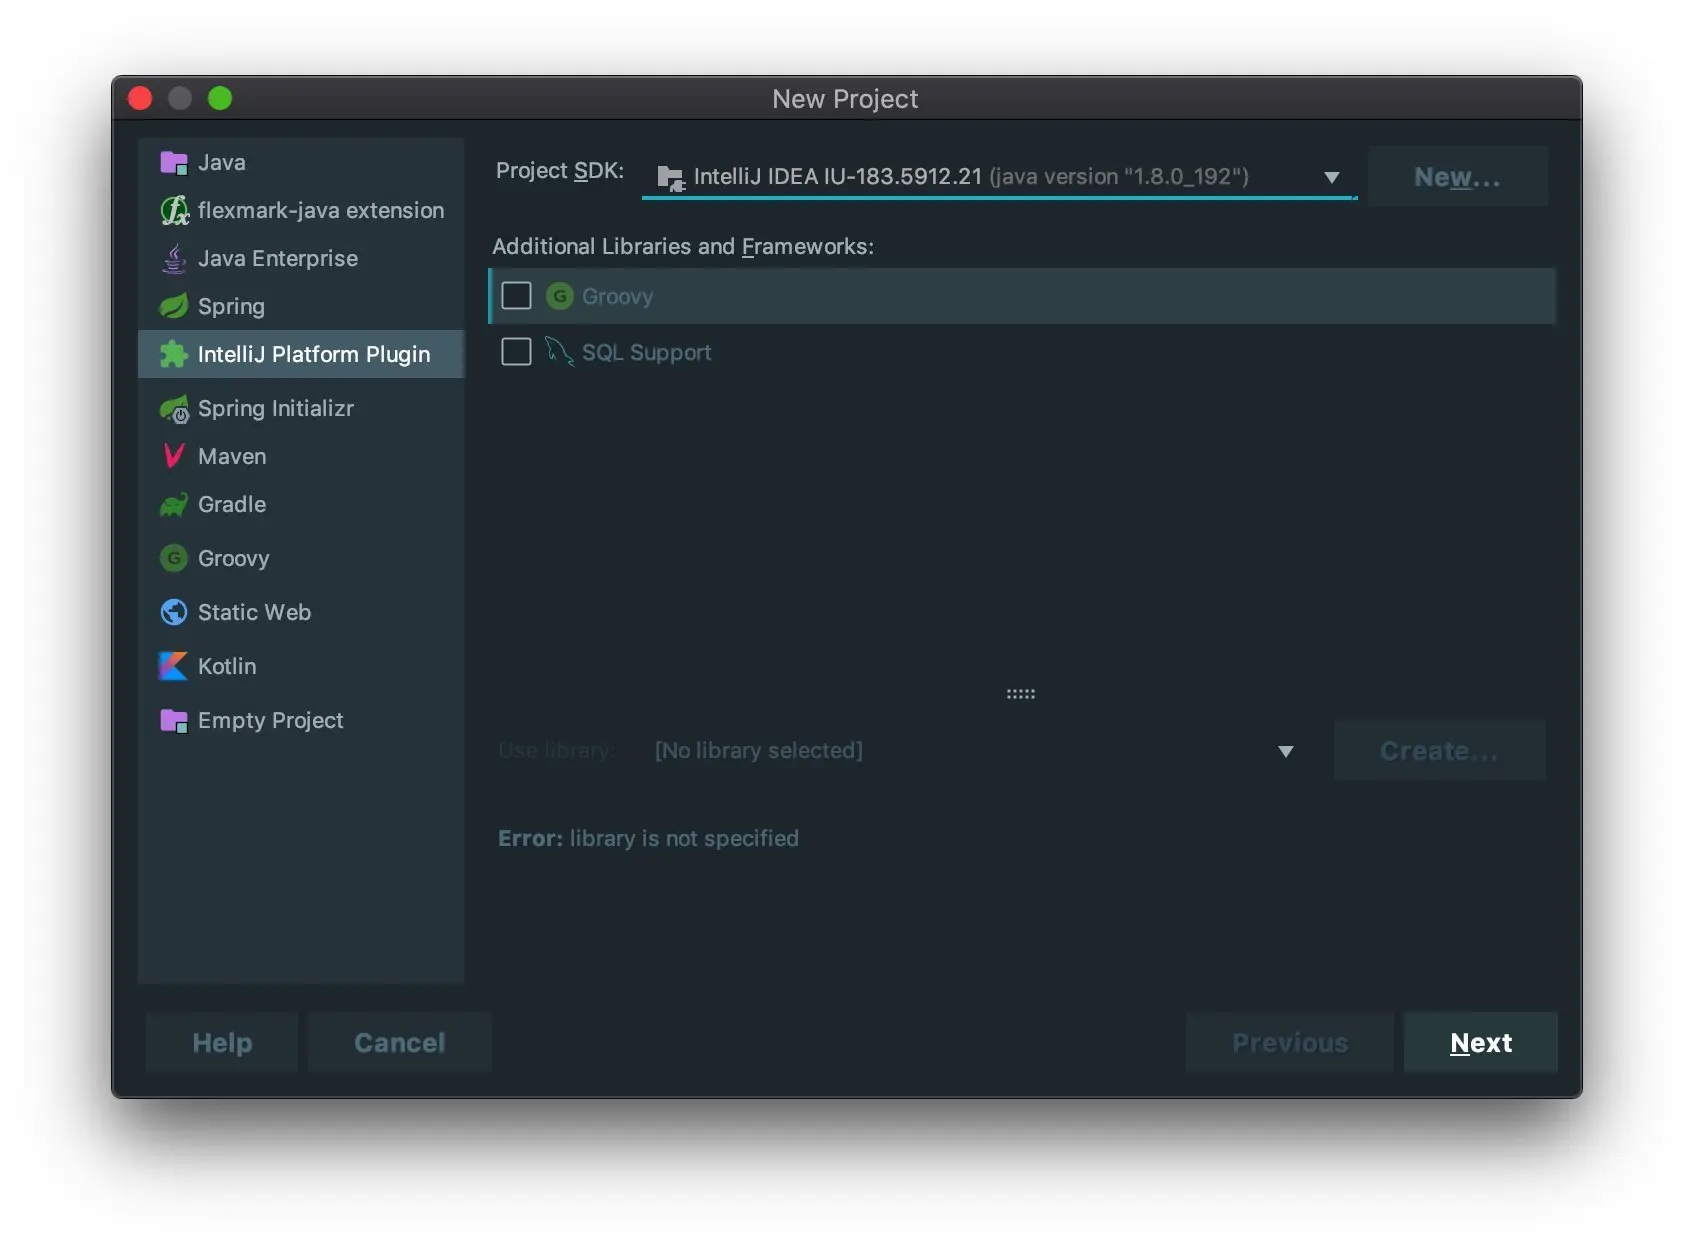 New Project
Java
flexmark-java extension
Java Enterprise
Spring
IntelliJ Platform Plugin
Spring Initializr
Maven
Gradle
Groovy
Static Web
Kotlin
Empty Project
Project SDK: IntelliJ IDEA IU-183.5912.21 (java version "1.8.0_192") New...
Additional Libraries and Frameworks:
Groovy
SQL Support
Use library: [No library selected] Create...
Error: library is not specified
Help Cancel Previous Next